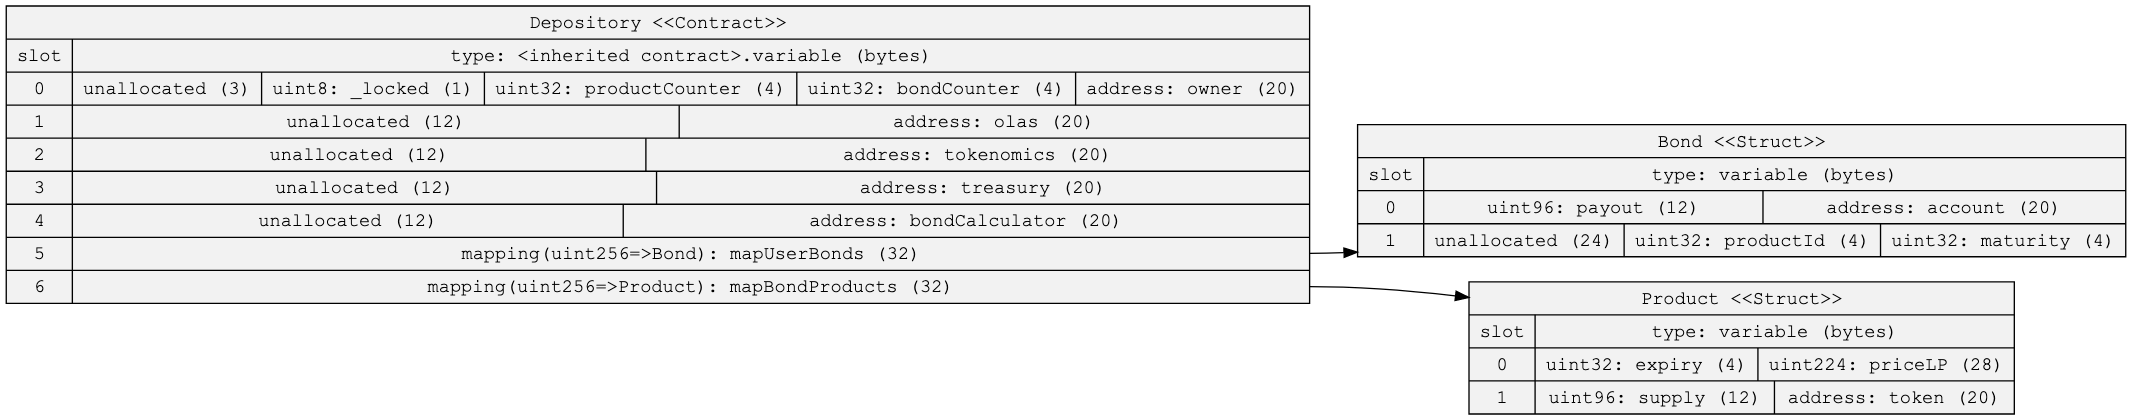 Depository <<Contract>>
slot type: <inherited contract>.variable (bytes)
0 unallocated (3) uint8: _locked (1) uint32: productCounter (4) uint32: bondCounter (4) address: owner (20)
1 unallocated (12) address: olas (20)
2 unallocated (12) address: tokenomics (20)
3 unallocated (12) address: treasury (20)
4 unallocated (12) address: bondCalculator (20)
5 mapping(uint256=>Bond): mapUserBonds (32)
6 mapping(uint256=>Product): mapBondProducts (32)
Bond <<Struct>>
slot type: variable (bytes)
0 uint96: payout (12) address: account (20)
1 unallocated (24) uint32: productId (4) uint32: maturity (4)
Product <<Struct>>
slot type: variable (bytes)
0 uint32: expiry (4) uint224: priceLP (28)
1 uint96: supply (12) address: token (20)